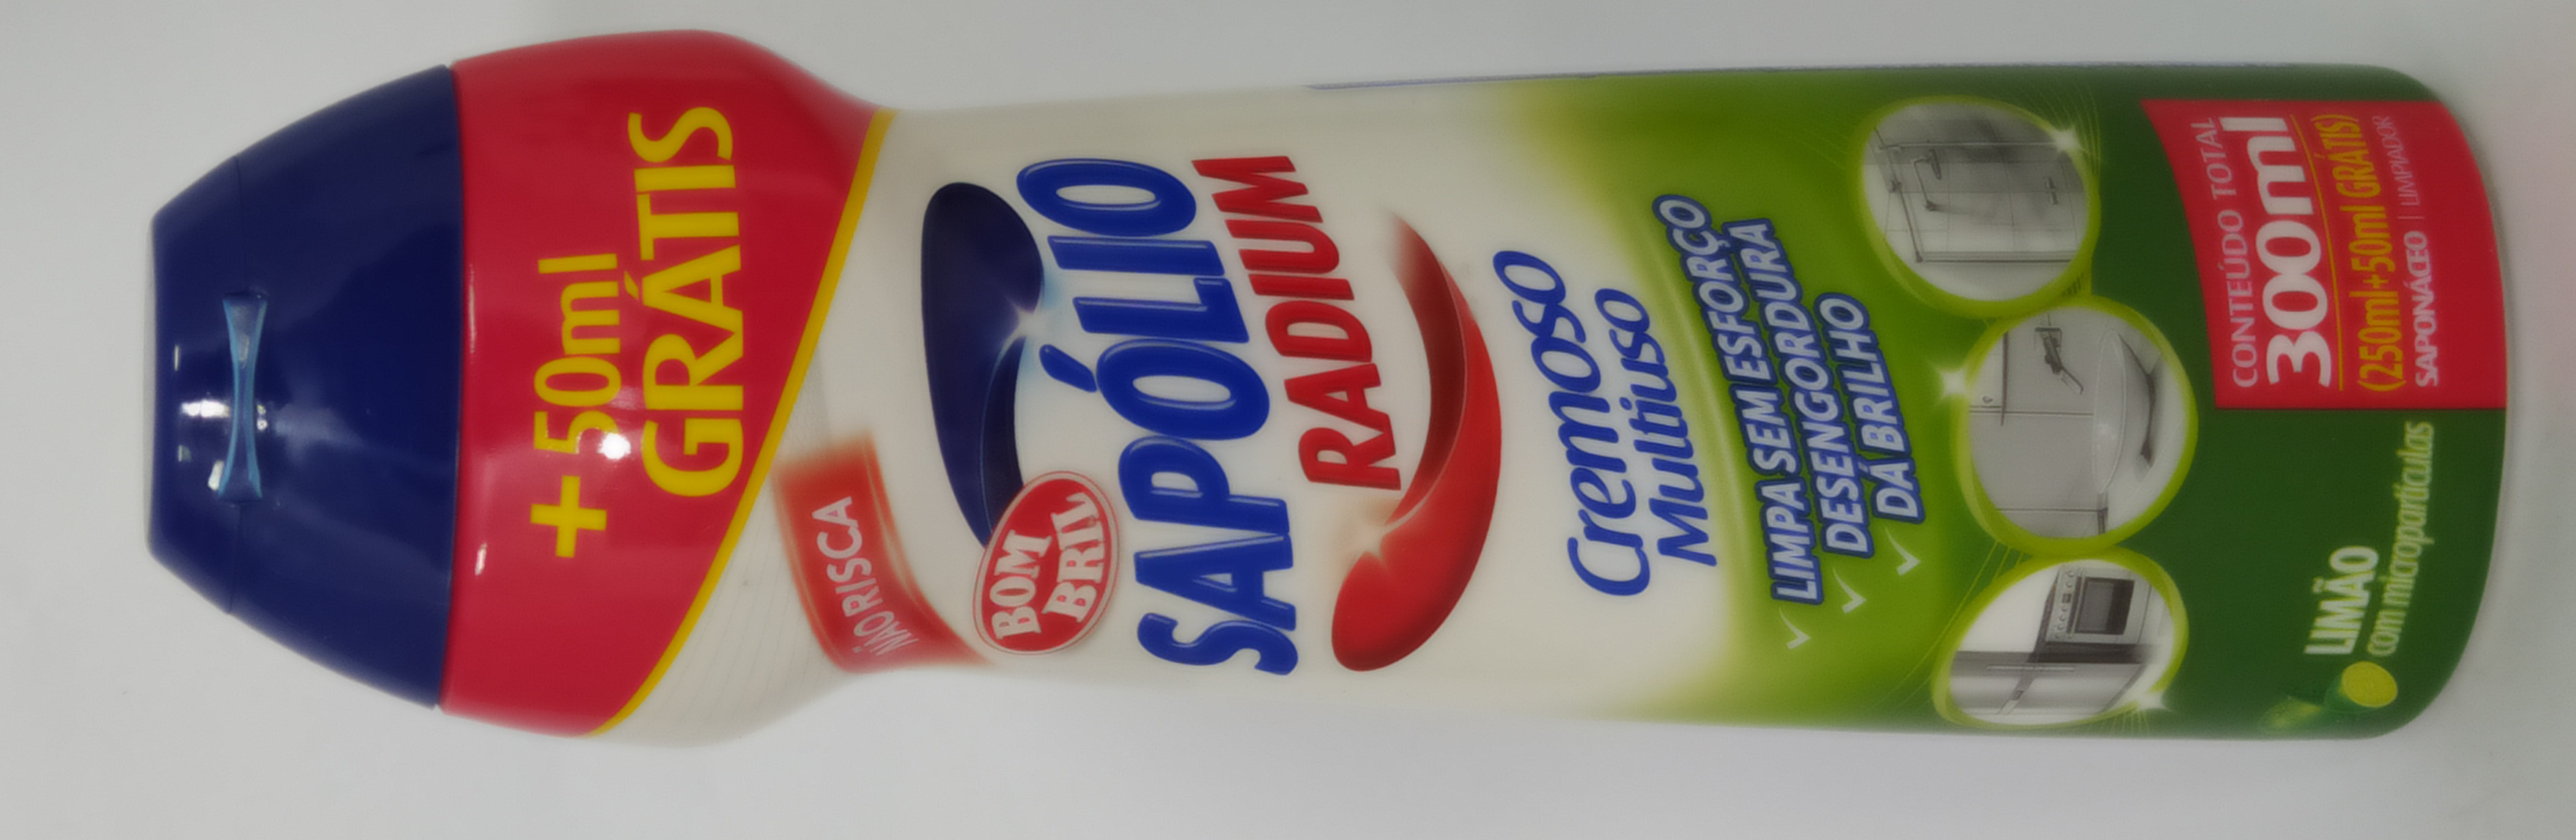 +50ml
GRÁTIS
NÃO RISCA
BOM
BRIL
SAPÓLIO
RADIUM
Cremoso
Multiuso
LIMPA SEM ESFORÇO
DESENGORDURA
DÁ BRILHO
CONTEÚDO TOTAL
300ml
(250ml+50ml GRÁTIS)
SAPONÁCEO | LIMPIADOR
LIMÃO
com micropartículas